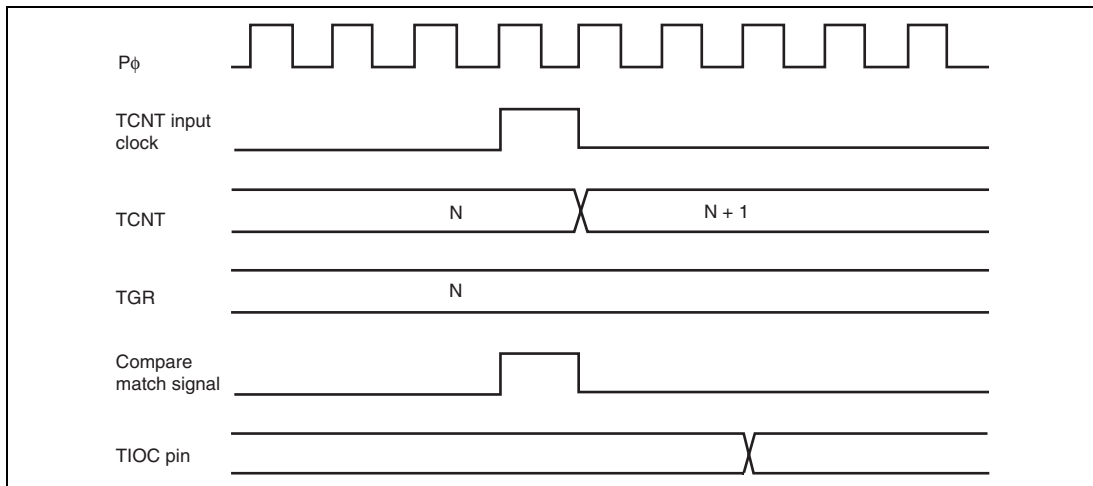 Pϕ
TCNT input
clock
TCNT
N
N + 1
TGR
N
Compare
match signal
TIOC pin